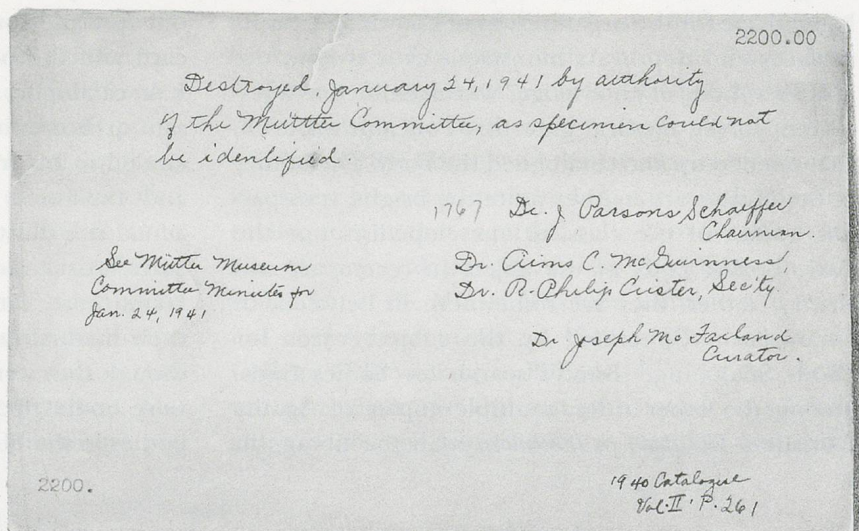 2200.00
Destroyed, January 24, 1941 by authority
of the Mütter Committee, as specimen could not
be identified
1767 Dr. J Parsons Schaeffer
Chairman.
See Mütter Museum
Committee Minutes for
Jan. 24, 1941
Dr. Aims C. McGuinness
Dr. R. Philip Custer, Sec'ty.
Dr Joseph McFarland
Curator.
2200.
1940 Catalogue
Vol. II. P. 261